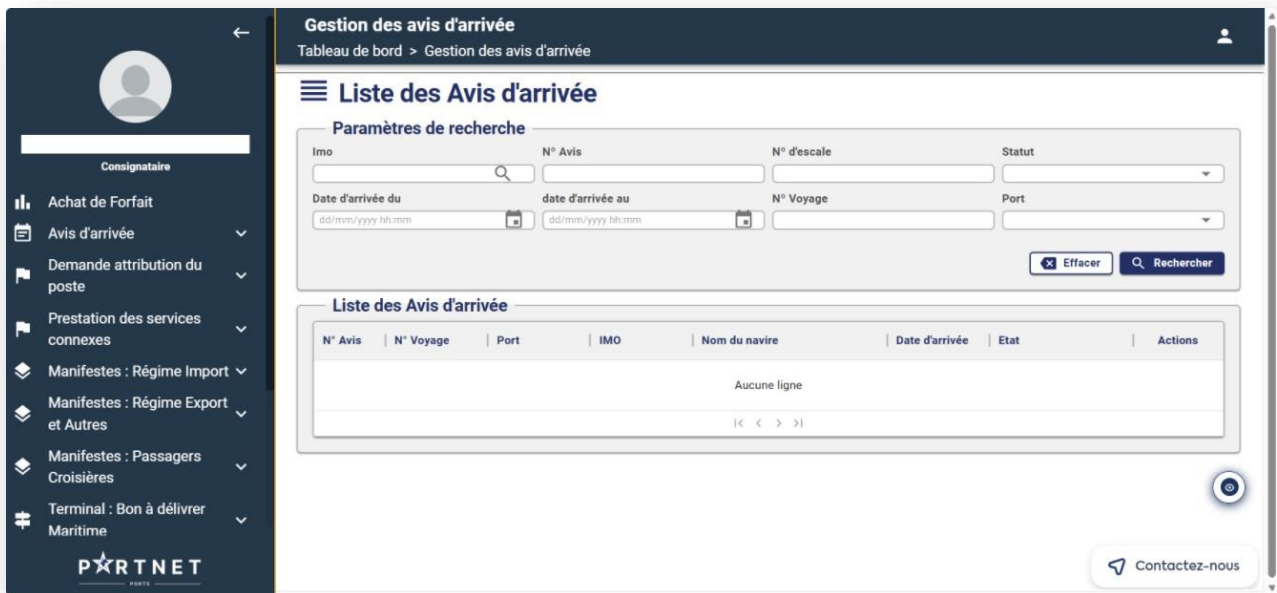 Gestion des avis d'arrivée
Tableau de bord > Gestion des avis d'arrivée
Consignataire
Achat de Forfait
Avis d'arrivée
Demande attribution du
poste
Prestation des services
connexes
Manifestes : Régime Import
Manifestes : Régime Export
et Autres
Manifestes : Passagers
Croisières
Terminal : Bon à délivrer
Maritime
PORTNET
PORTS
Liste des Avis d'arrivée
Paramètres de recherche
Imo N° Avis N° d'escale Statut
Date d'arrivée du date d'arrivée au N° Voyage Port
dd/mm/yyyy hh:mm dd/mm/yyyy hh:mm
Effacer Rechercher
Liste des Avis d'arrivée
N° Avis N° Voyage Port IMO Nom du navire Date d'arrivée Etat Actions
Aucune ligne
Contactez-nous